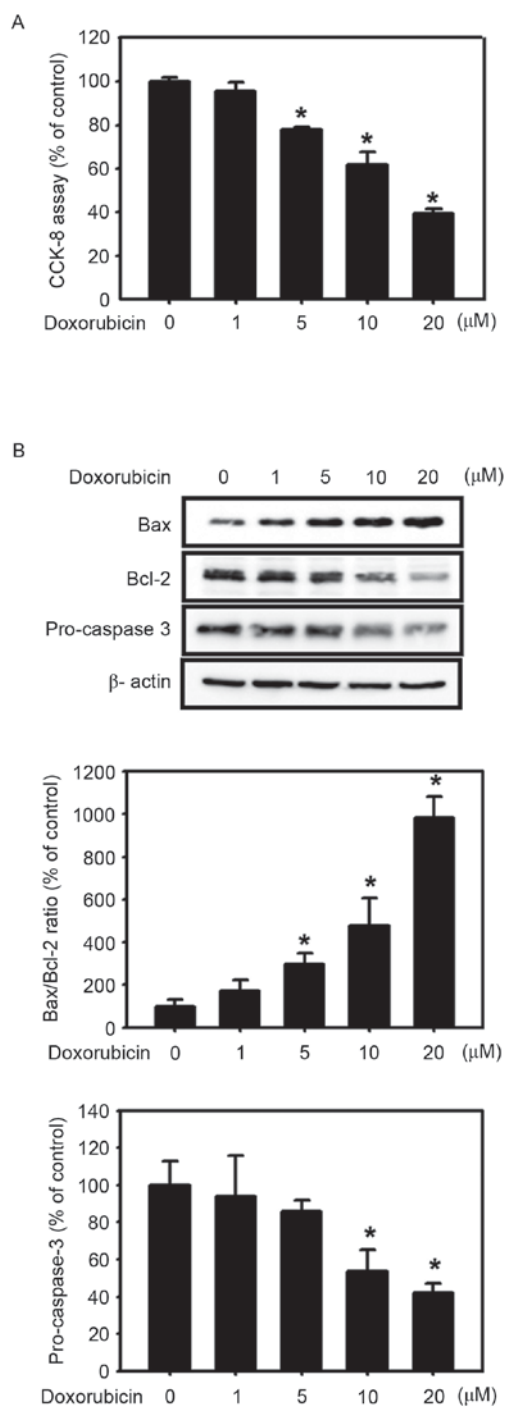 A
120
100
80
60
40
20
0
CCK-8 assay (% of control)
* * *
Doxorubicin 0 1 5 10 20 (μM)
B
Doxorubicin 0 1 5 10 20 (μM)
Bax
Bcl-2
Pro-caspase 3
β- actin
1200
1000
800
600
400
200
0
Bax/Bcl-2 ratio (% of control)
* * *
Doxorubicin 0 1 5 10 20 (μM)
140
120
100
80
60
40
20
0
Pro-caspase-3 (% of control)
* *
Doxorubicin 0 1 5 10 20 (μM)